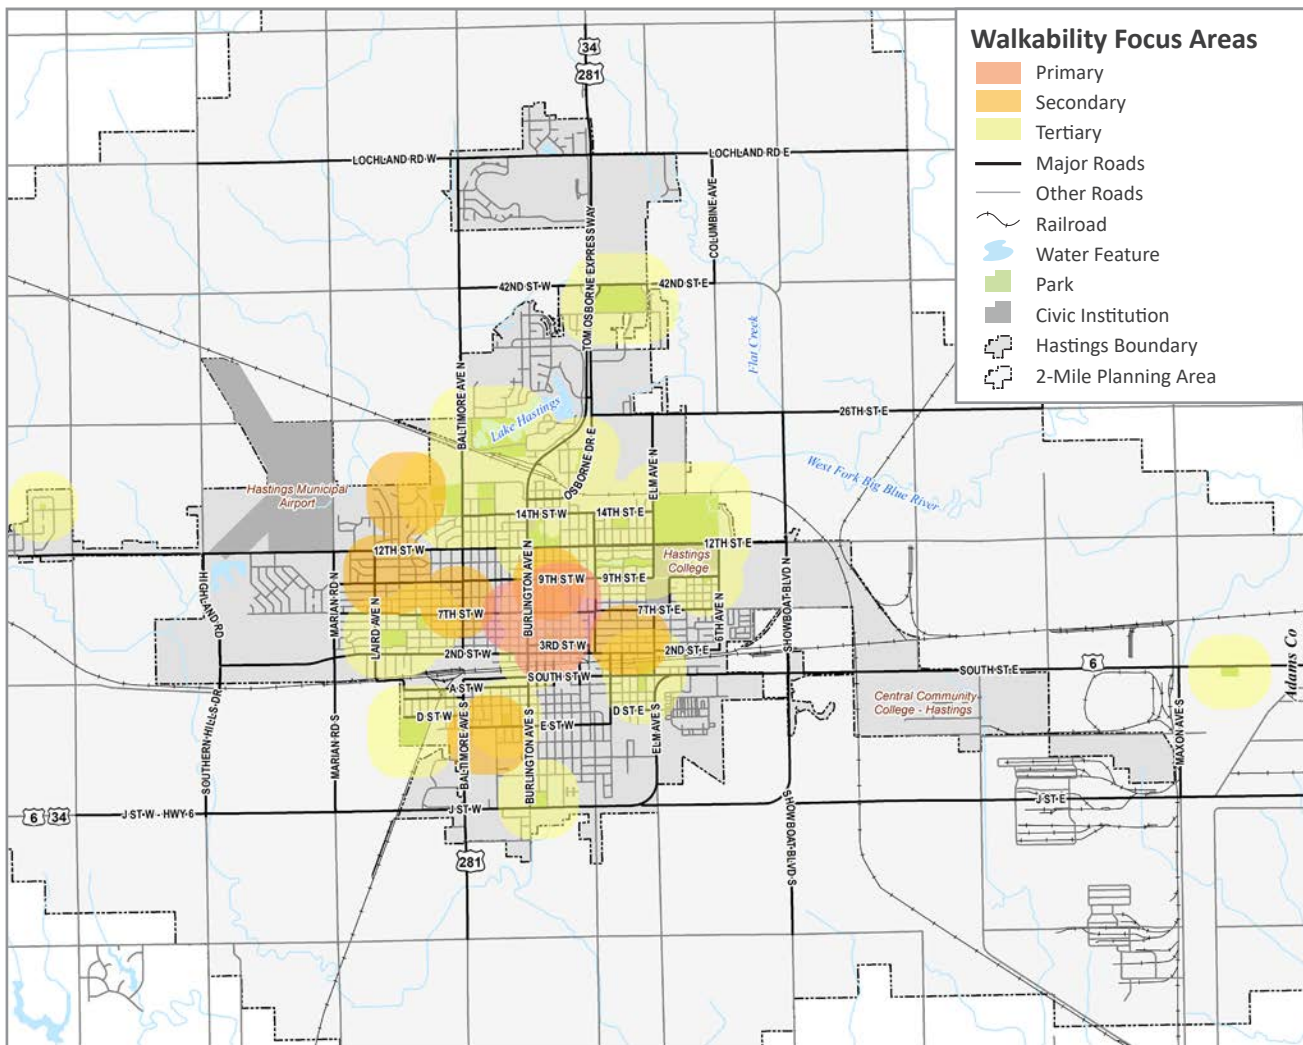 Walkability Focus Areas
Primary
Secondary
Tertiary
Major Roads
Other Roads
Railroad
Water Feature
Park
Civic Institution
Hastings Boundary
2-Mile Planning Area
34
281
LOCHLAND RD W
LOCHLAND RD E
COLUMBINE AVE
TOM OSBORNE EXPRESSWAY
42ND ST W
42ND ST E
Flat Creek
BALTIMORE AVE N
Lake Hastings
26TH ST E
OSBORNE DR E
ELM AVE N
West Fork Big Blue River
Hastings Municipal
Airport
14TH ST W
14TH ST E
12TH ST W
12TH ST E
Hastings
College
BURLINGTON AVE N
9TH ST W
9TH ST E
HIGHLAND RD
MARIAN RD N
LAIRD AVE N
7TH ST W
7TH ST E
6TH AVE N
SHOWBOAT BLVD N
3RD ST W
2ND ST W
2ND ST E
SOUTH ST W
SOUTH ST E
6
Adams Co
A ST W
D ST W
D ST E
E ST W
Central Community
College - Hastings
SOUTHERN HILLS DR
MARIAN RD S
BALTIMORE AVE S
BURLINGTON AVE S
ELM AVE S
MAXON AVE S
6
34
J ST W - HWY 6
J ST W
J ST E
SHOWBOAT BLVD S
281